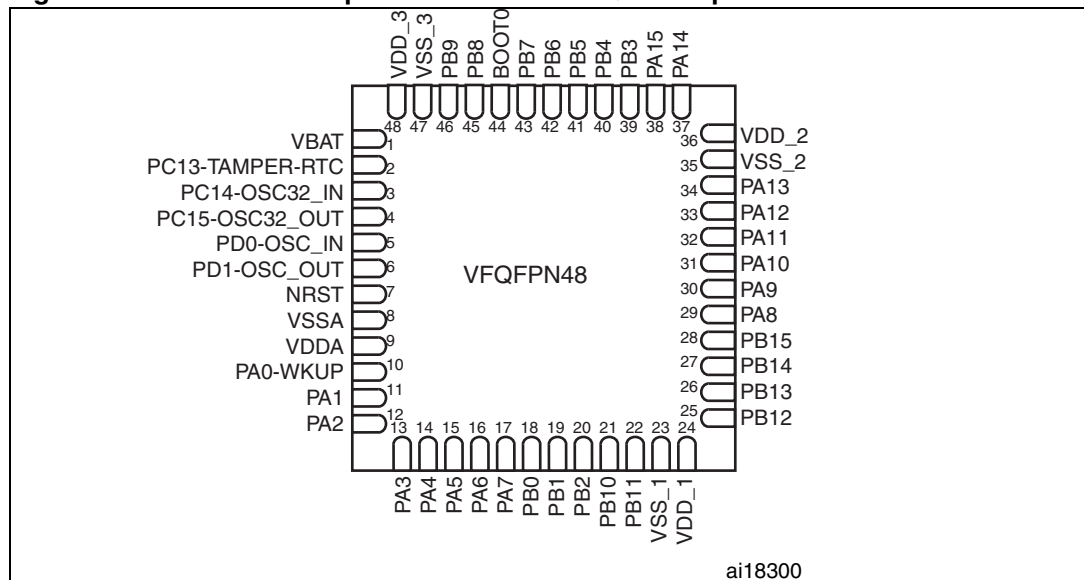 VDD_3
VSS_3
PB9
PB8
BOOT0
PB7
PB6
PB5
PB4
PB3
PA15
PA14
48 47 46 45 44 43 42 41 40 39 38 37
VBAT 1
PC13-TAMPER-RTC 2
PC14-OSC32_IN 3
PC15-OSC32_OUT 4
PD0-OSC_IN 5
PD1-OSC_OUT 6
NRST 7
VSSA 8
VDDA 9
PA0-WKUP 10
PA1 11
PA2 12
VFQFPN48
36 VDD_2
35 VSS_2
34 PA13
33 PA12
32 PA11
31 PA10
30 PA9
29 PA8
28 PB15
27 PB14
26 PB13
25 PB12
13 14 15 16 17 18 19 20 21 22 23 24
PA3
PA4
PA5
PA6
PA7
PB0
PB1
PB2
PB10
PB11
VSS_1
VDD_1
ai18300